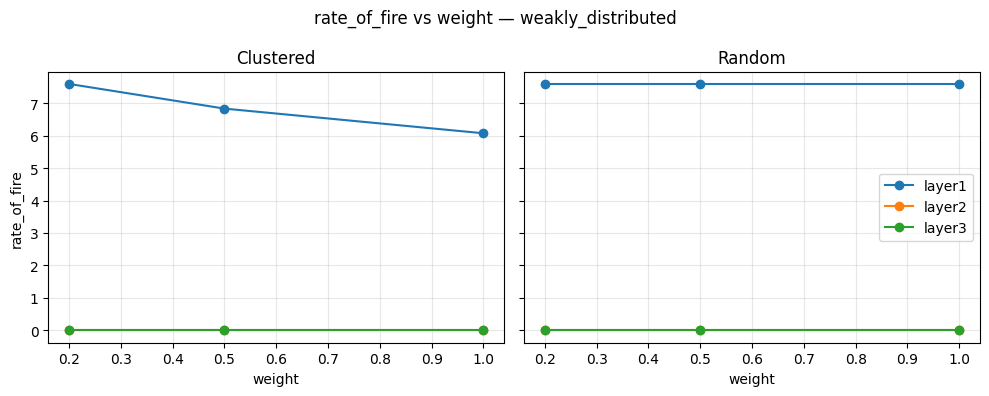 rate_of_fire vs weight — weakly_distributed
Clustered
rate_of_fire
7
6
5
4
3
2
1
0
0.2 0.3 0.4 0.5 0.6 0.7 0.8 0.9 1.0
weight
Random
layer1
layer2
layer3
0.2 0.3 0.4 0.5 0.6 0.7 0.8 0.9 1.0
weight